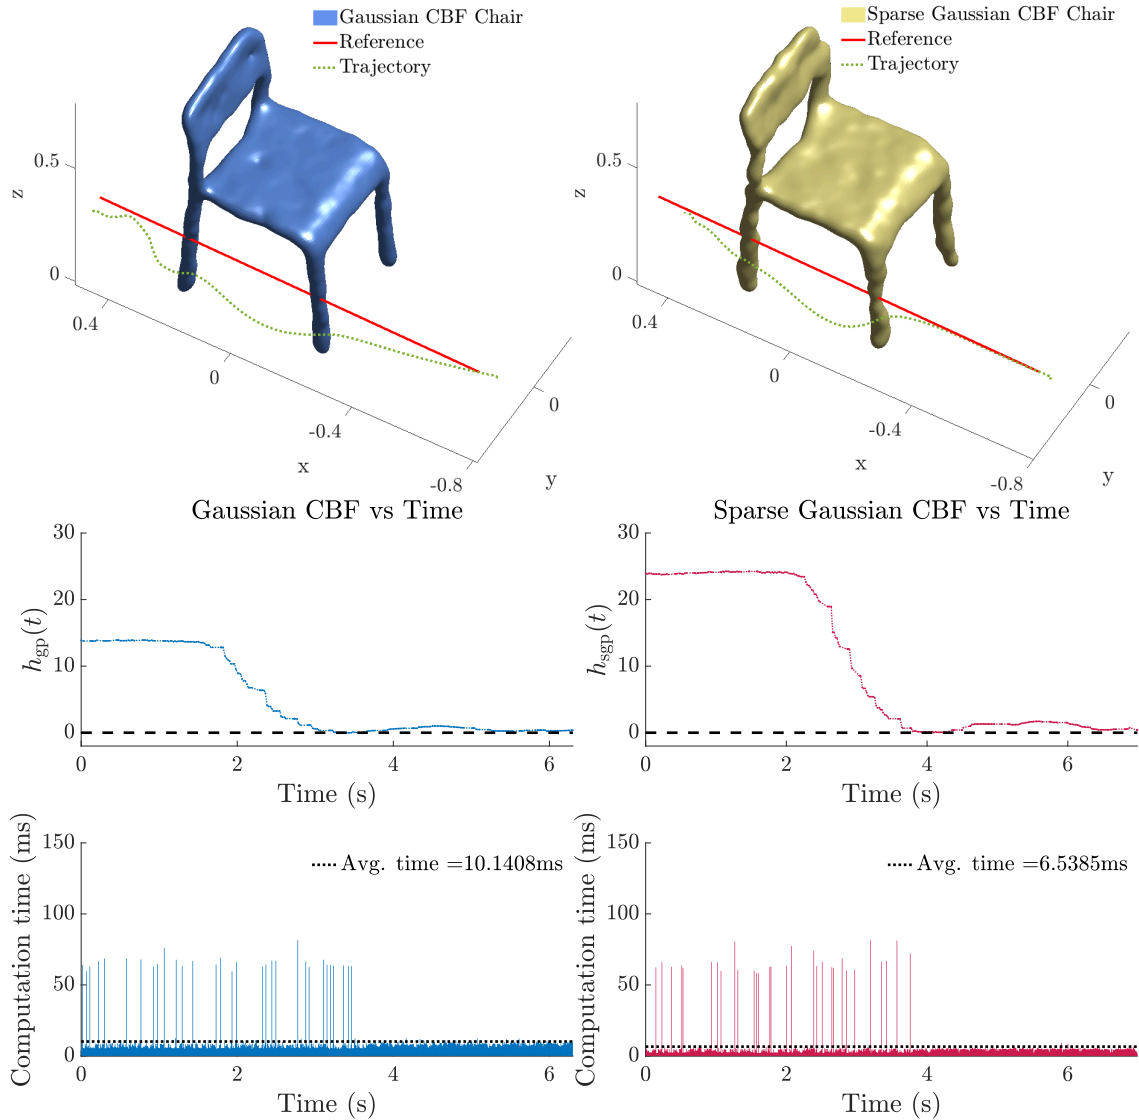 Gaussian CBF Chair
Reference
Trajectory
z
0.5
0
0.4
0
-0.4
-0.8
x
y
0
Sparse Gaussian CBF Chair
Reference
Trajectory
z
0.5
0
0.4
0
-0.4
-0.8
x
y
0
Gaussian CBF vs Time
30
20
10
0
h_gp(t)
0 2 4 6
Time (s)
Sparse Gaussian CBF vs Time
30
20
10
0
h_sgp(t)
0 2 4 6
Time (s)
Computation time (ms)
150
100
50
0
Avg. time =10.1408ms
0 2 4 6
Time (s)
Computation time (ms)
150
100
50
0
Avg. time =6.5385ms
0 2 4 6
Time (s)